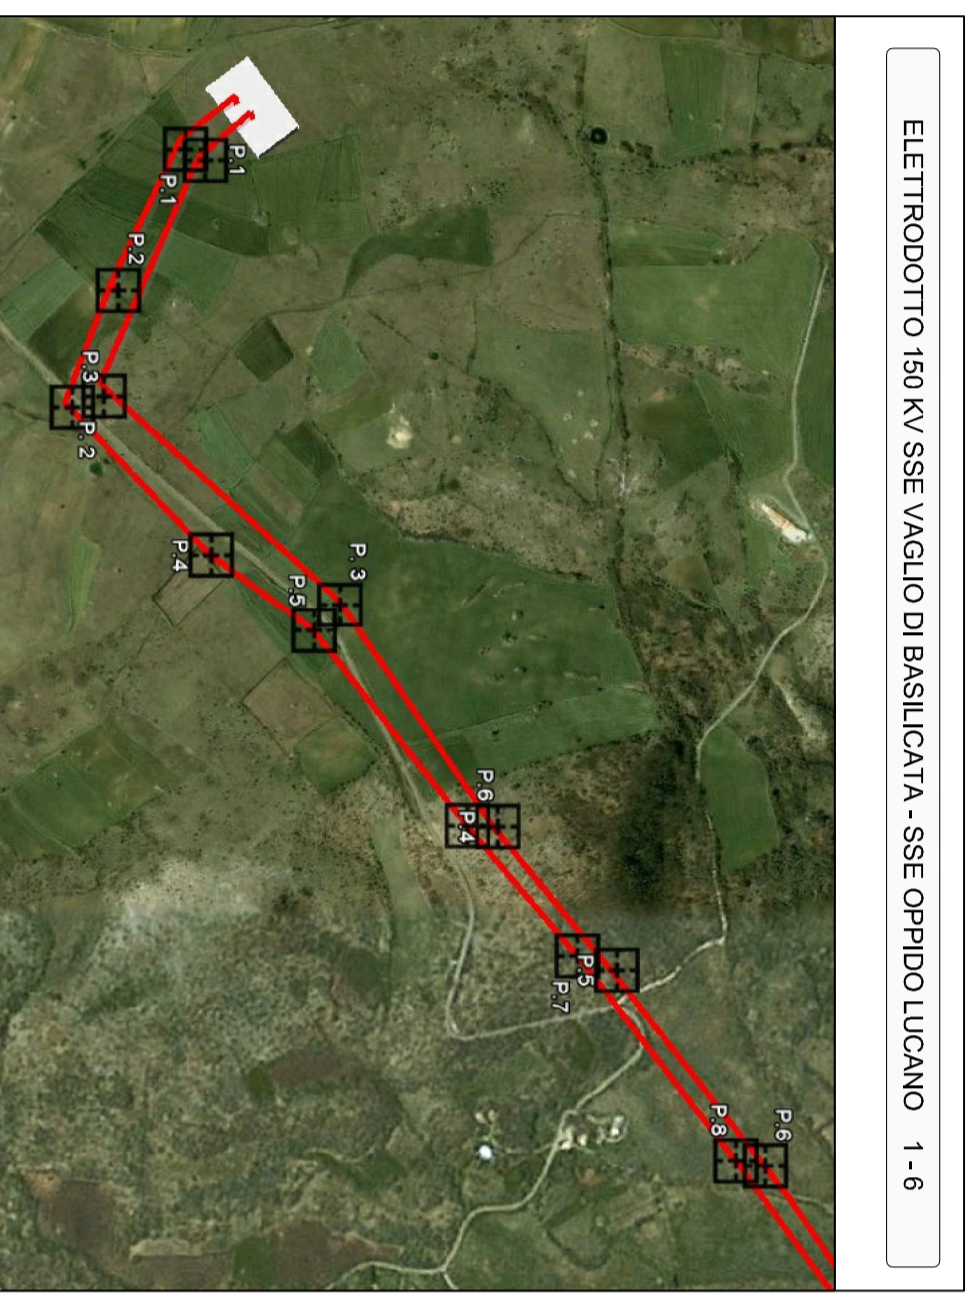 ELETTRODOTTO 150 KV SSE VAGLIO DI BASILICATA - SSE OPPIDO LUCANO 1 - 6
P.1
P.1
P.2
P.3
P. 2
P.4
P. 3
P.5
P.6
P.4
P.5
P.7
P.6
P.8